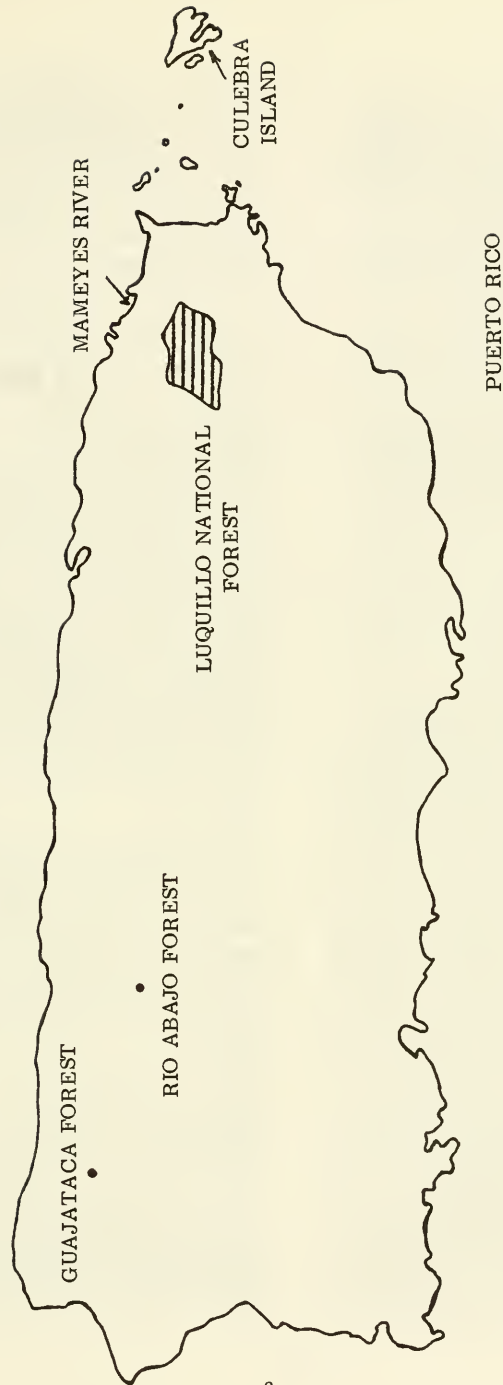 MAMEYES RIVER
CULEBRA
ISLAND
LUQUILLO NATIONAL
FOREST
RIO ABAJO FOREST
GUAJATACA FOREST
PUERTO RICO